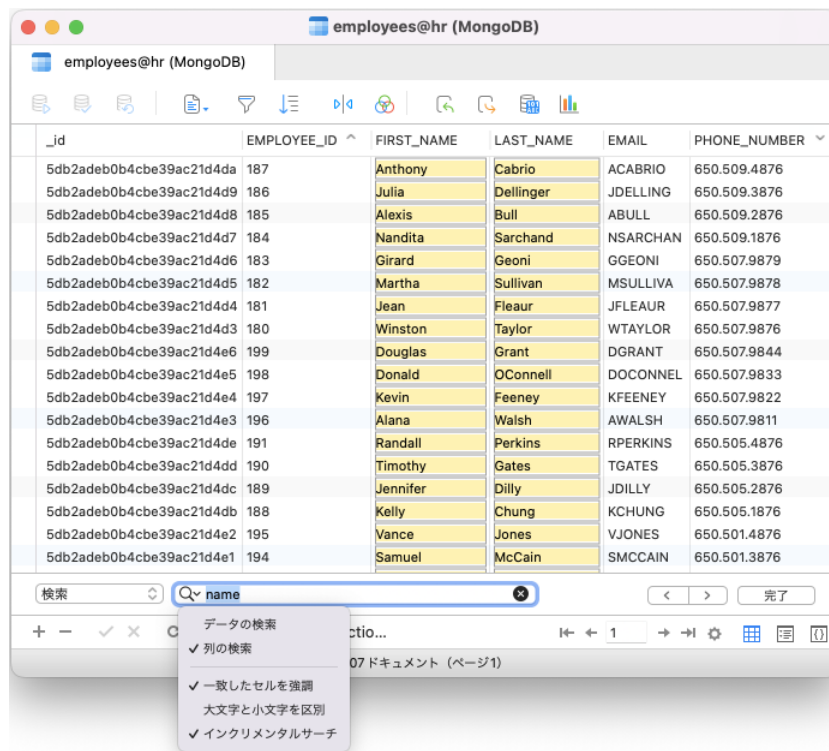 employees@hr (MongoDB)
employees@hr (MongoDB)
_id EMPLOYEE_ID FIRST_NAME LAST_NAME EMAIL PHONE_NUMBER
5db2adeb0b4cbe39ac21d4da 187 Anthony Cabrio ACABRIO 650.509.4876
5db2adeb0b4cbe39ac21d4d9 186 Julia Dellinger JDELLING 650.509.3876
5db2adeb0b4cbe39ac21d4d8 185 Alexis Bull ABULL 650.509.2876
5db2adeb0b4cbe39ac21d4d7 184 Nandita Sarchand NSARCHAN 650.509.1876
5db2adeb0b4cbe39ac21d4d6 183 Girard Geoni GGEONI 650.507.9879
5db2adeb0b4cbe39ac21d4d5 182 Martha Sullivan MSULLIVA 650.507.9878
5db2adeb0b4cbe39ac21d4d4 181 Jean Fleaur JFLEAUR 650.507.9877
5db2adeb0b4cbe39ac21d4d3 180 Winston Taylor WTAYLOR 650.507.9876
5db2adeb0b4cbe39ac21d4e6 199 Douglas Grant DGRANT 650.507.9844
5db2adeb0b4cbe39ac21d4e5 198 Donald OConnell DOCONNEL 650.507.9833
5db2adeb0b4cbe39ac21d4e4 197 Kevin Feeney KFEENEY 650.507.9822
5db2adeb0b4cbe39ac21d4e3 196 Alana Walsh AWALSH 650.507.9811
5db2adeb0b4cbe39ac21d4de 191 Randall Perkins RPERKINS 650.505.4876
5db2adeb0b4cbe39ac21d4dd 190 Timothy Gates TGATES 650.505.3876
5db2adeb0b4cbe39ac21d4dc 189 Jennifer Dilly JDILLY 650.505.2876
5db2adeb0b4cbe39ac21d4db 188 Kelly Chung KCHUNG 650.505.1876
5db2adeb0b4cbe39ac21d4e2 195 Vance Jones VJONES 650.501.4876
5db2adeb0b4cbe39ac21d4e1 194 Samuel McCain SMCCAIN 650.501.3876
検索 name 完了
データの検索 ctio... 1
列の検索
07 ドキュメント（ページ1）
一致したセルを強調
大文字と小文字を区別
インクリメンタルサーチ